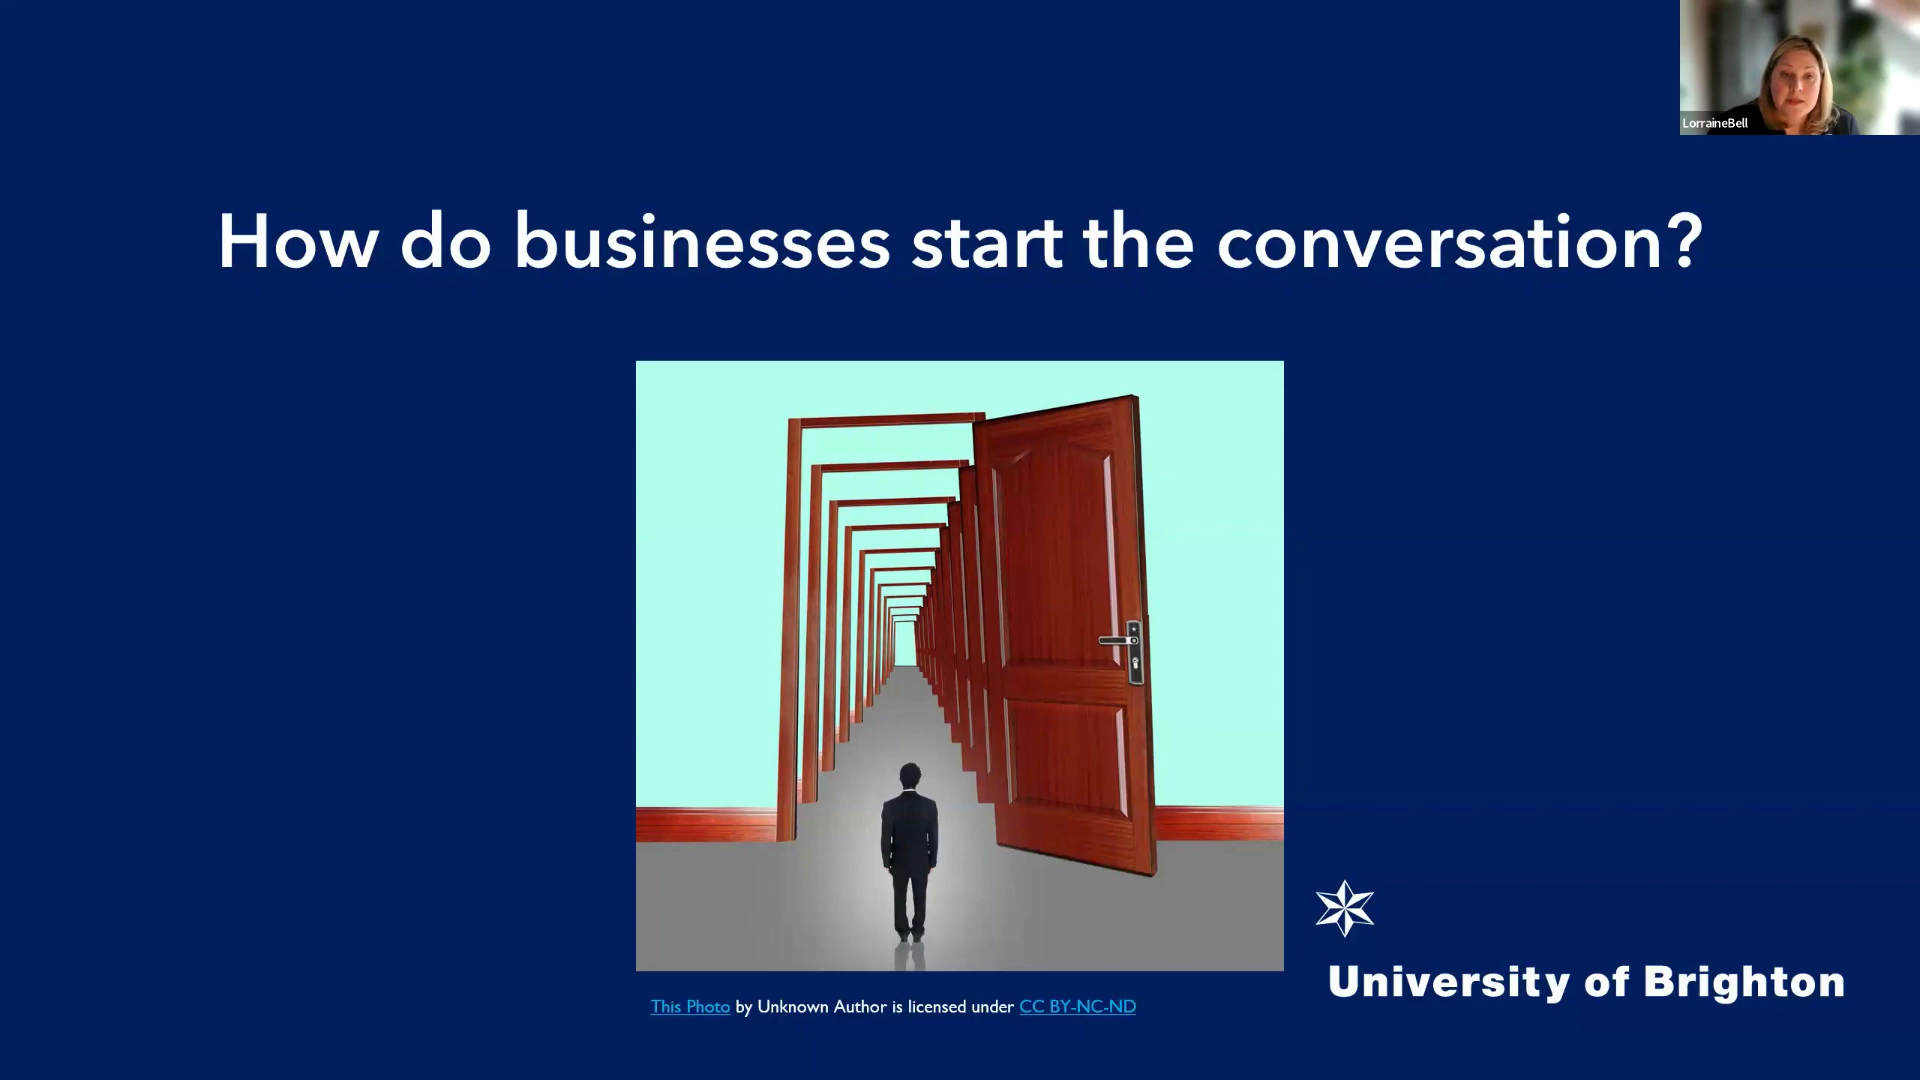 LorraineBell
How do businesses start the conversation?
University of Brighton
This Photo by Unknown Author is licensed under CC BY-NC-ND